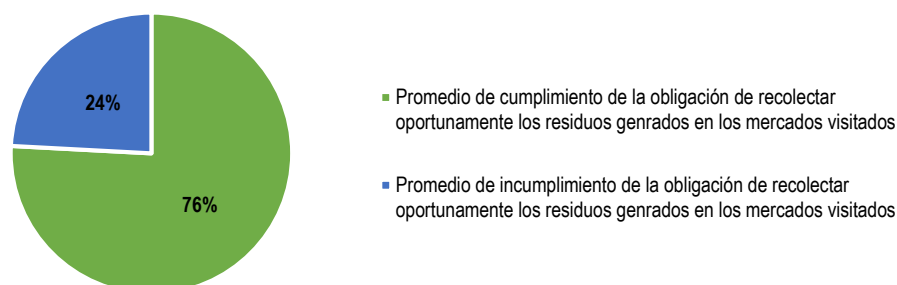 24%
76%
Promedio de cumplimiento de la obligación de recolectar
oportunamente los residuos genrados en los mercados visitados
Promedio de incumplimiento de la obligación de recolectar
oportunamente los residuos genrados en los mercados visitados